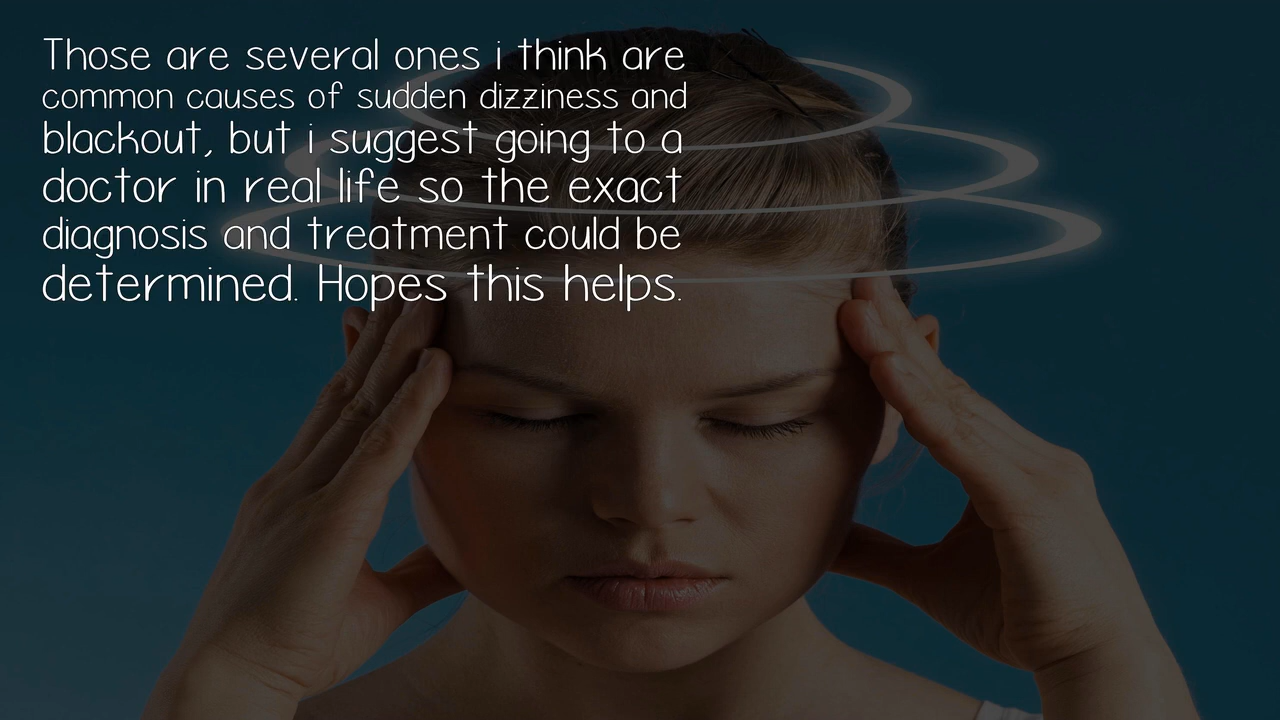 Those are several ones i think are
common causes of sudden dizziness and
blackout, but i suggest going to a
doctor in real life so the exact
diagnosis and treatment could be
determined. Hopes this helps.